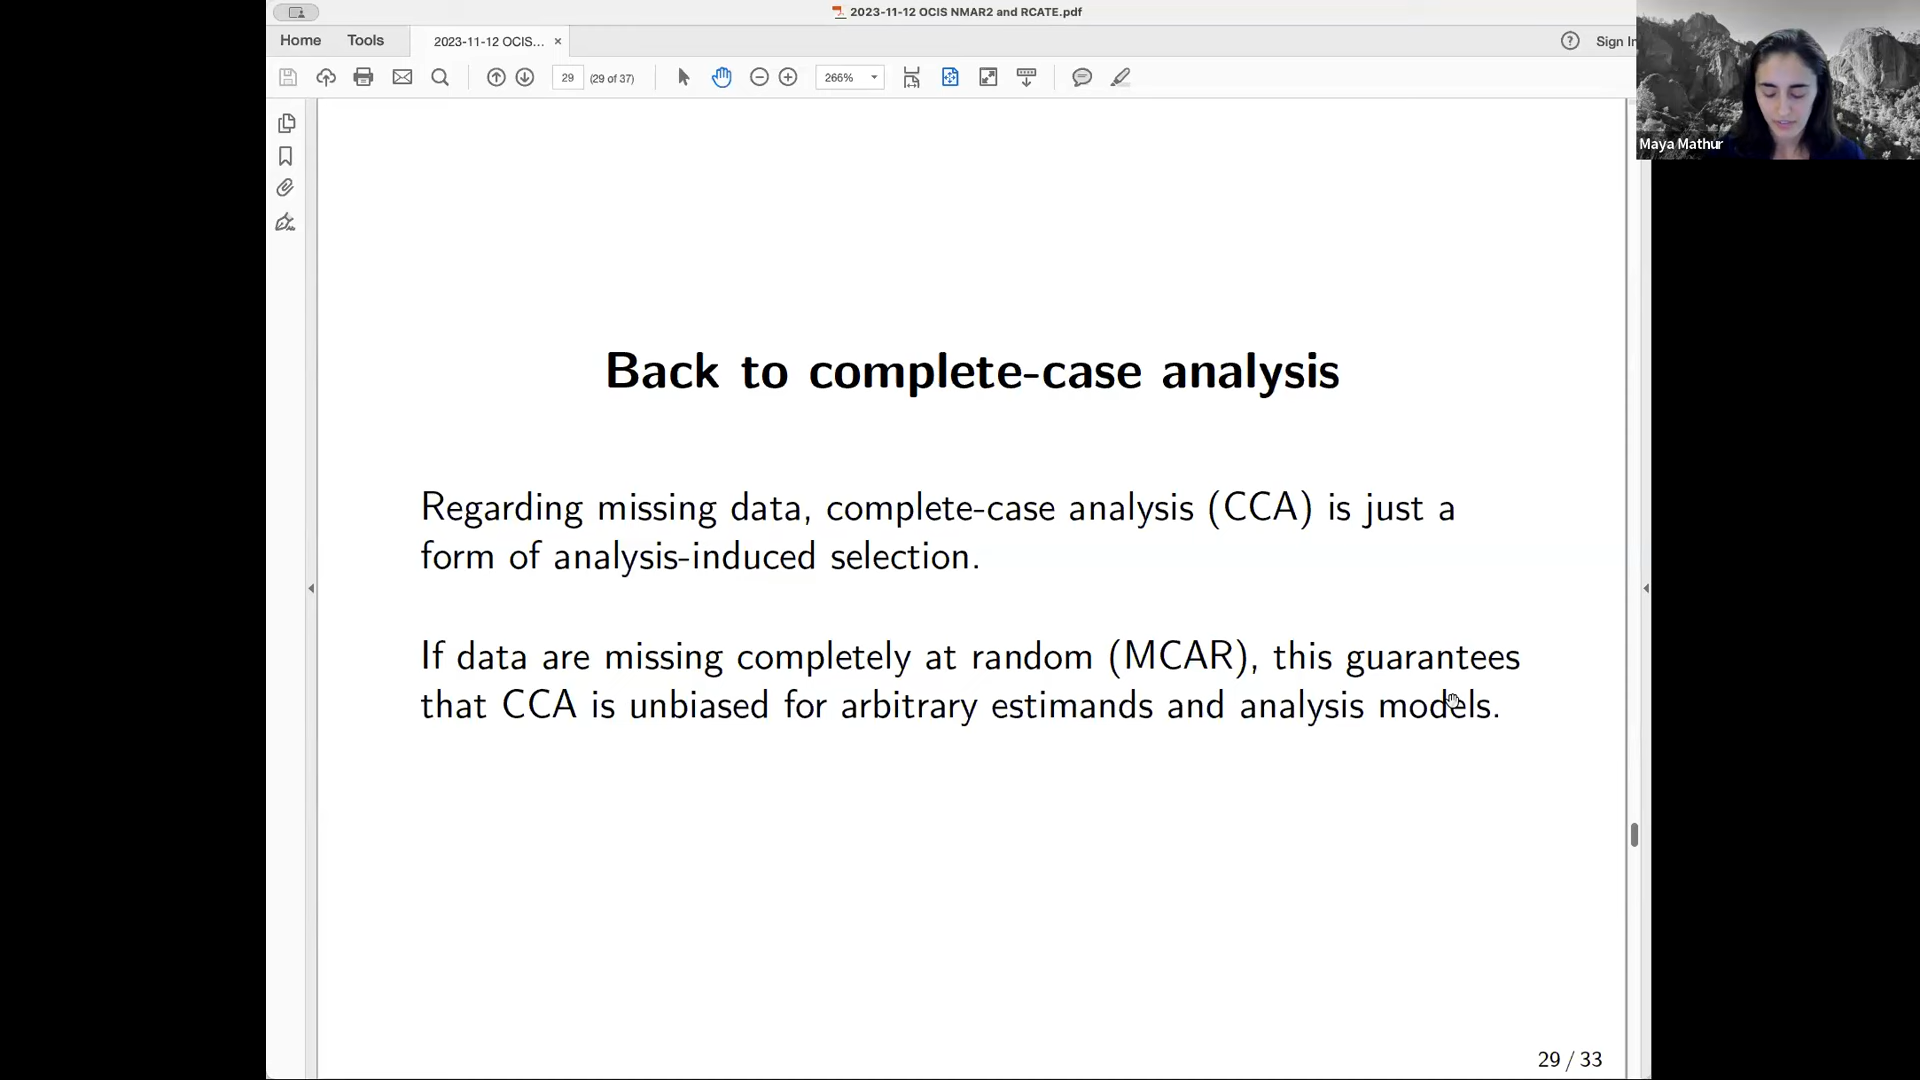 2023-11-12 OCIS NMAR2 and RCATE.pdf
Home
Tools
2023-11-12 OCIS...
×
Sign In
29
(29 of 37)
266%
Maya Mathur
Back to complete-case analysis
Regarding missing data, complete-case analysis (CCA) is just a
form of analysis-induced selection.
If data are missing completely at random (MCAR), this guarantees
that CCA is unbiased for arbitrary estimands and analysis models.
29 / 33